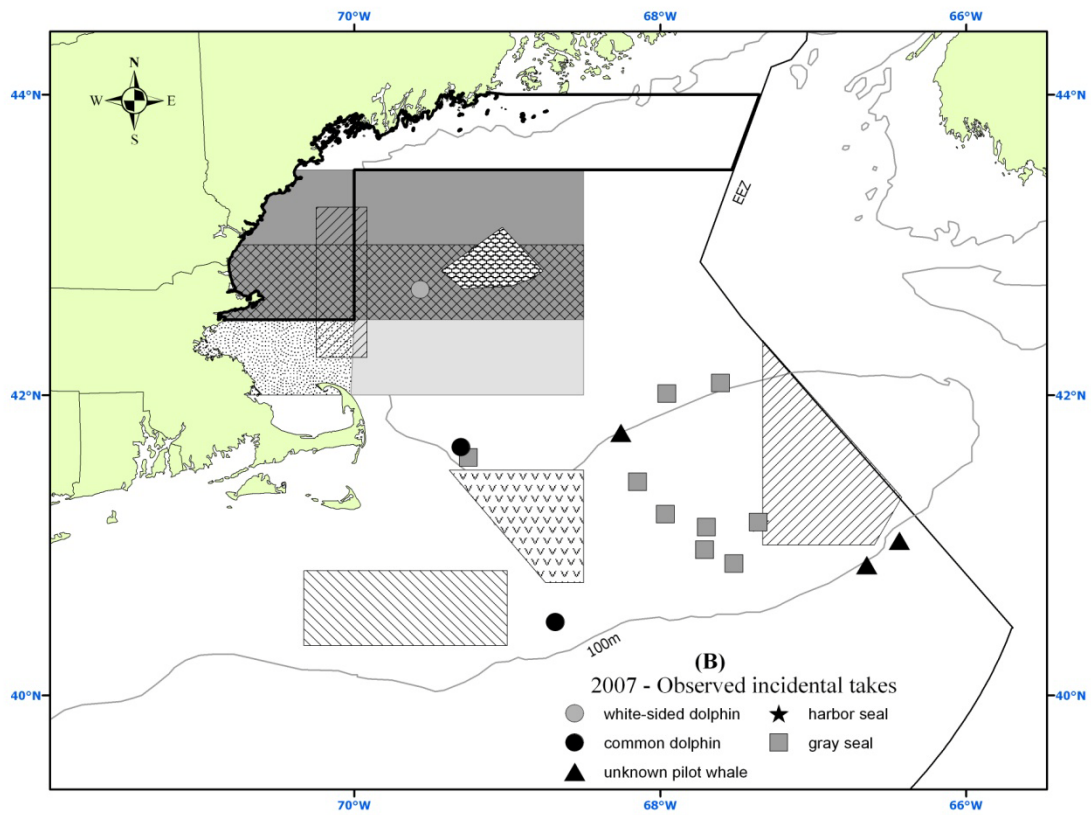 70°W 68°W 66°W
N
W E
S
44°N 44°N
EEZ
42°N 42°N
100m
40°N 40°N
(B)
2007 - Observed incidental takes
white-sided dolphin harbor seal
common dolphin gray seal
unknown pilot whale
70°W 68°W 66°W